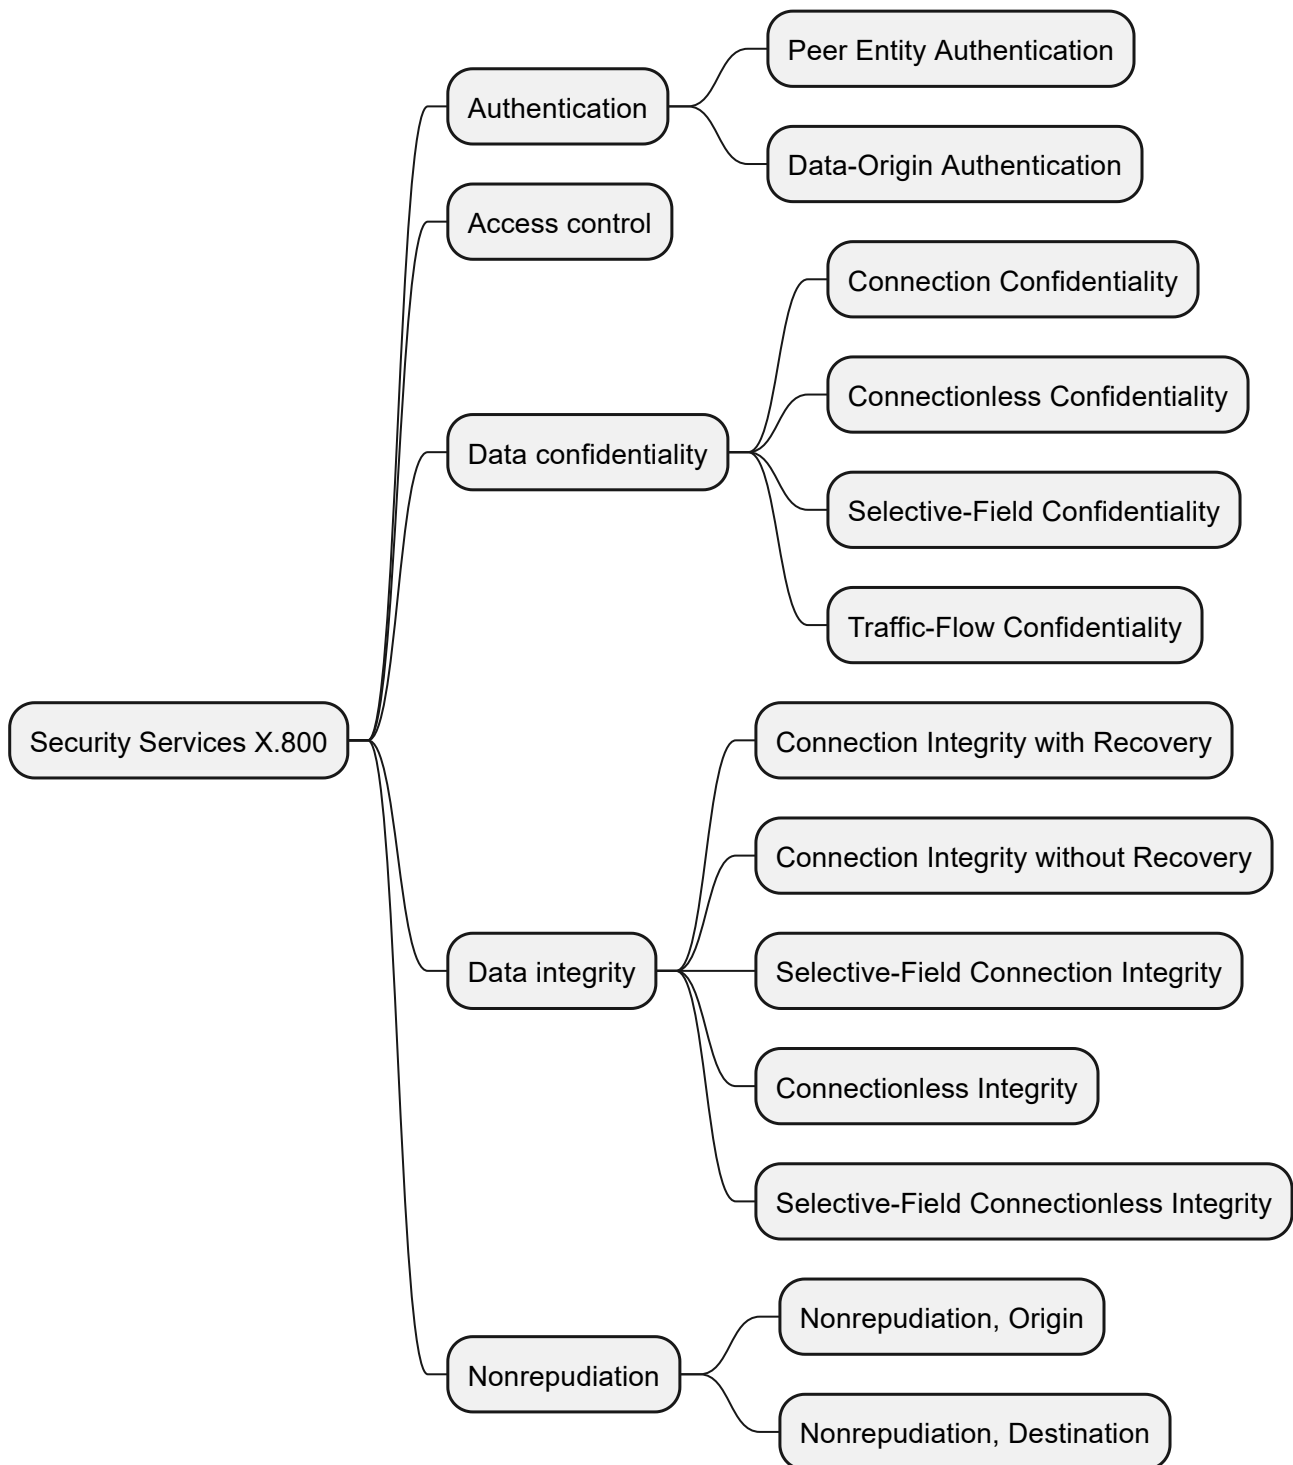 Security Services X.800
Authentication
Peer Entity Authentication
Data-Origin Authentication
Access control
Data confidentiality
Connection Confidentiality
Connectionless Confidentiality
Selective-Field Confidentiality
Traffic-Flow Confidentiality
Data integrity
Connection Integrity with Recovery
Connection Integrity without Recovery
Selective-Field Connection Integrity
Connectionless Integrity
Selective-Field Connectionless Integrity
Nonrepudiation
Nonrepudiation, Origin
Nonrepudiation, Destination